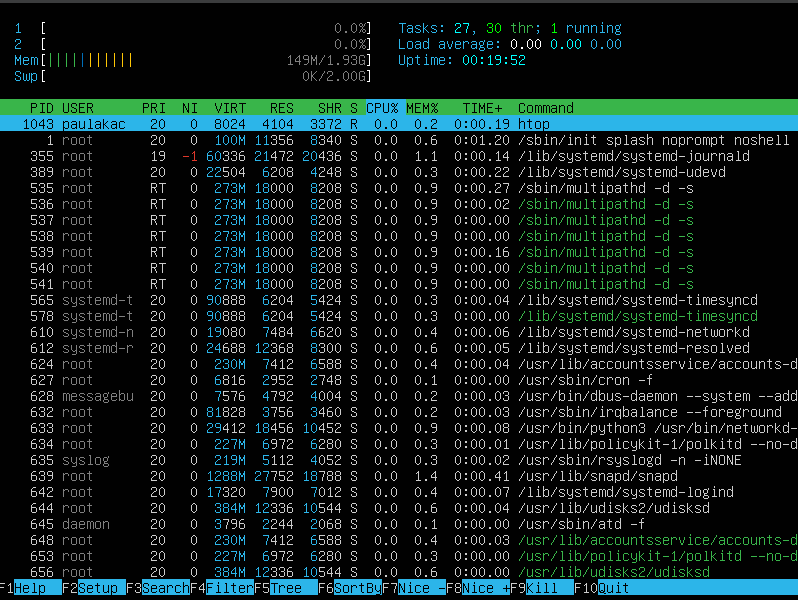 1 [ 0.0%] Tasks: 27, 30 thr; 1 running
2 [ 0.0%] Load average: 0.00 0.00 0.00
Mem[|||||||||||| 149M/1.93G] Uptime: 00:19:52
Swp[ 0K/2.00G]
PID USER PRI NI VIRT RES SHR S CPU% MEM% TIME+ Command
1043 paulakac 20 0 8024 4104 3372 R 0.0 0.2 0:00.19 htop
1 root 20 0 100M 11356 8340 S 0.0 0.6 0:01.20 /sbin/init splash noprompt noshell
355 root 19 -1 60336 21472 20436 S 0.0 1.1 0:00.14 /lib/systemd/systemd-journald
389 root 20 0 22504 6208 4248 S 0.0 0.3 0:00.22 /lib/systemd/systemd-udevd
535 root RT 0 273M 18000 8208 S 0.0 0.9 0:00.27 /sbin/multipathd -d -s
536 root RT 0 273M 18000 8208 S 0.0 0.9 0:00.02 /sbin/multipathd -d -s
537 root RT 0 273M 18000 8208 S 0.0 0.9 0:00.00 /sbin/multipathd -d -s
538 root RT 0 273M 18000 8208 S 0.0 0.9 0:00.00 /sbin/multipathd -d -s
539 root RT 0 273M 18000 8208 S 0.0 0.9 0:00.16 /sbin/multipathd -d -s
540 root RT 0 273M 18000 8208 S 0.0 0.9 0:00.00 /sbin/multipathd -d -s
541 root RT 0 273M 18000 8208 S 0.0 0.9 0:00.00 /sbin/multipathd -d -s
565 systemd-t 20 0 90888 6204 5424 S 0.0 0.3 0:00.04 /lib/systemd/systemd-timesyncd
578 systemd-t 20 0 90888 6204 5424 S 0.0 0.3 0:00.00 /lib/systemd/systemd-timesyncd
610 systemd-n 20 0 19080 7484 6620 S 0.0 0.4 0:00.06 /lib/systemd/systemd-networkd
612 systemd-r 20 0 24688 12368 8300 S 0.0 0.6 0:00.05 /lib/systemd/systemd-resolved
624 root 20 0 230M 7412 6588 S 0.0 0.4 0:00.04 /usr/lib/accountsservice/accounts-d
627 root 20 0 6816 2952 2748 S 0.0 0.1 0:00.00 /usr/sbin/cron -f
628 messagebu 20 0 7576 4792 4004 S 0.0 0.2 0:00.03 /usr/bin/dbus-daemon --system --add
632 root 20 0 81828 3756 3460 S 0.0 0.2 0:00.03 /usr/sbin/irqbalance --foreground
633 root 20 0 29412 18456 10452 S 0.0 0.9 0:00.08 /usr/bin/python3 /usr/bin/networkd-
634 root 20 0 227M 6972 6280 S 0.0 0.3 0:00.01 /usr/lib/policykit-1/polkitd --no-d
635 syslog 20 0 219M 5112 4052 S 0.0 0.3 0:00.02 /usr/sbin/rsyslogd -n -iNONE
639 root 20 0 1288M 27752 18788 S 0.0 1.4 0:00.41 /usr/lib/snapd/snapd
642 root 20 0 17320 7900 7012 S 0.0 0.4 0:00.07 /lib/systemd/systemd-logind
644 root 20 0 384M 12336 10544 S 0.0 0.6 0:00.04 /usr/lib/udisks2/udisksd
645 daemon 20 0 3796 2244 2068 S 0.0 0.1 0:00.00 /usr/sbin/atd -f
648 root 20 0 230M 7412 6588 S 0.0 0.4 0:00.00 /usr/lib/accountsservice/accounts-d
653 root 20 0 227M 6972 6280 S 0.0 0.3 0:00.00 /usr/lib/policykit-1/polkitd --no-d
656 root 20 0 384M 12336 10544 S 0.0 0.6 0:00.00 /usr/lib/udisks2/udisksd
F1Help F2Setup F3SearchF4FilterF5Tree F6SortByF7Nice -F8Nice +F9Kill F10Quit